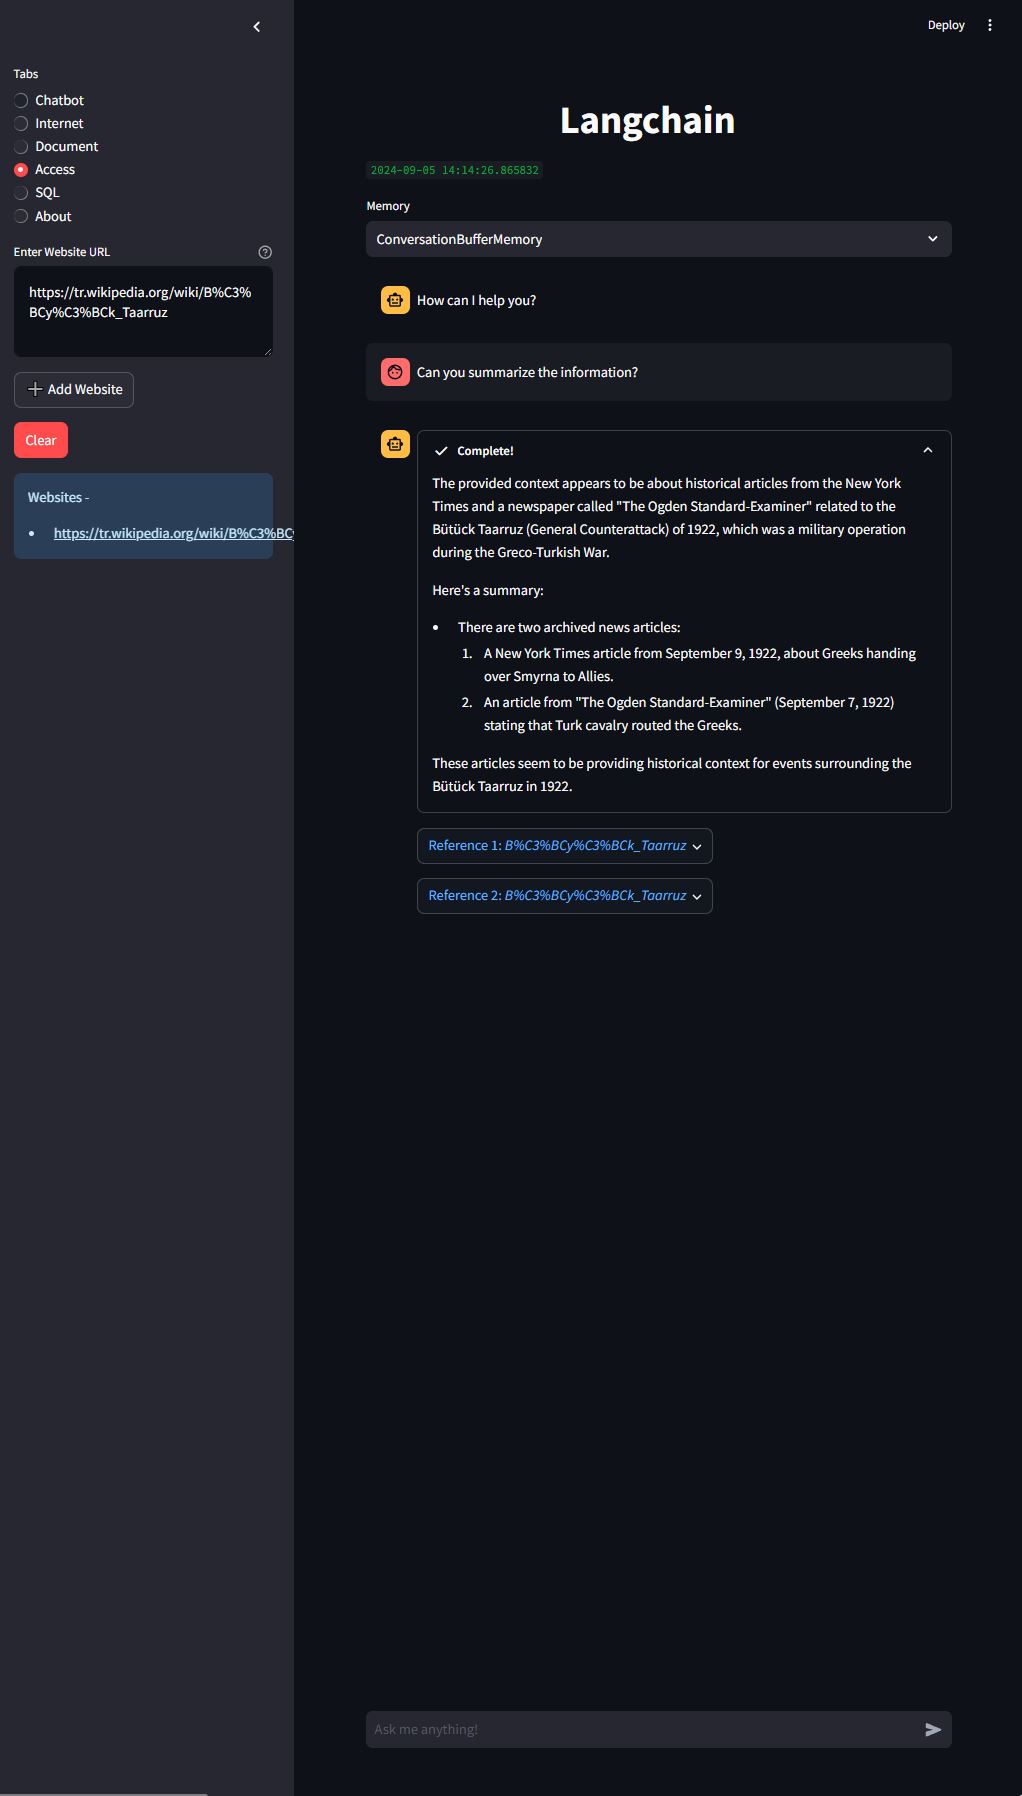 Deploy
Tabs
Chatbot
Internet
Document
Access
SQL
About
Enter Website URL
https://tr.wikipedia.org/wiki/B%C3%
BCy%C3%BCk_Taarruz
Add Website
Clear
Websites -
https://tr.wikipedia.org/wiki/B%C3%BC
Langchain
2024-09-05 14:14:26.865832
Memory
ConversationBufferMemory
How can I help you?
Can you summarize the information?
Complete!
The provided context appears to be about historical articles from the New York
Times and a newspaper called "The Ogden Standard-Examiner" related to the
Bütück Taarruz (General Counterattack) of 1922, which was a military operation
during the Greco-Turkish War.
Here's a summary:
There are two archived news articles:
1. A New York Times article from September 9, 1922, about Greeks handing
over Smyrna to Allies.
2. An article from "The Ogden Standard-Examiner" (September 7, 1922)
stating that Turk cavalry routed the Greeks.
These articles seem to be providing historical context for events surrounding the
Bütück Taarruz in 1922.
Reference 1: B%C3%BCy%C3%BCk_Taarruz
Reference 2: B%C3%BCy%C3%BCk_Taarruz
Ask me anything!